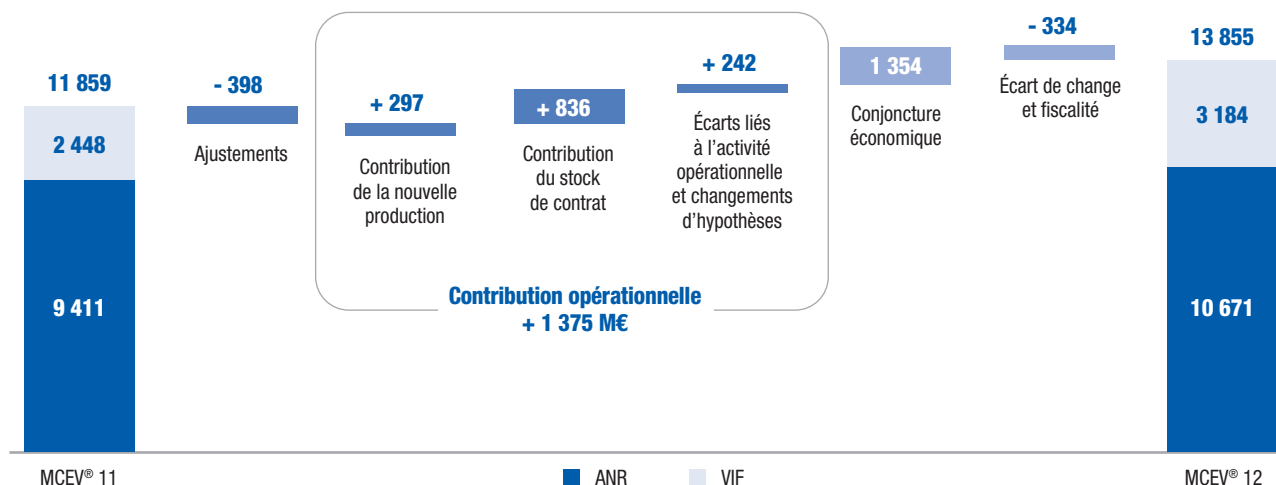 11 859
2 448
9 411
MCEV® 11
- 398
Ajustements
+ 297
Contribution
de la nouvelle
production
+ 836
Contribution
du stock
de contrat
+ 242
Écarts liés
à l’activité
opérationnelle
et changements
d’hypothèses
Contribution opérationnelle
+ 1 375 M€
1 354
Conjoncture
économique
- 334
Écart de change
et fiscalité
13 855
3 184
10 671
MCEV® 12
ANR
VIF